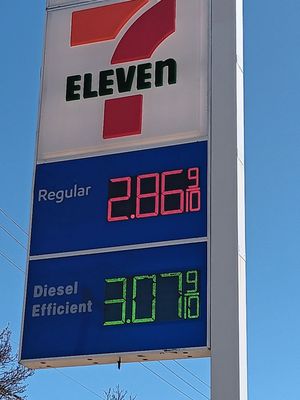 7
ELEVEN
Regular 2.86 9/10
Diesel
Efficient 3.07 9/10